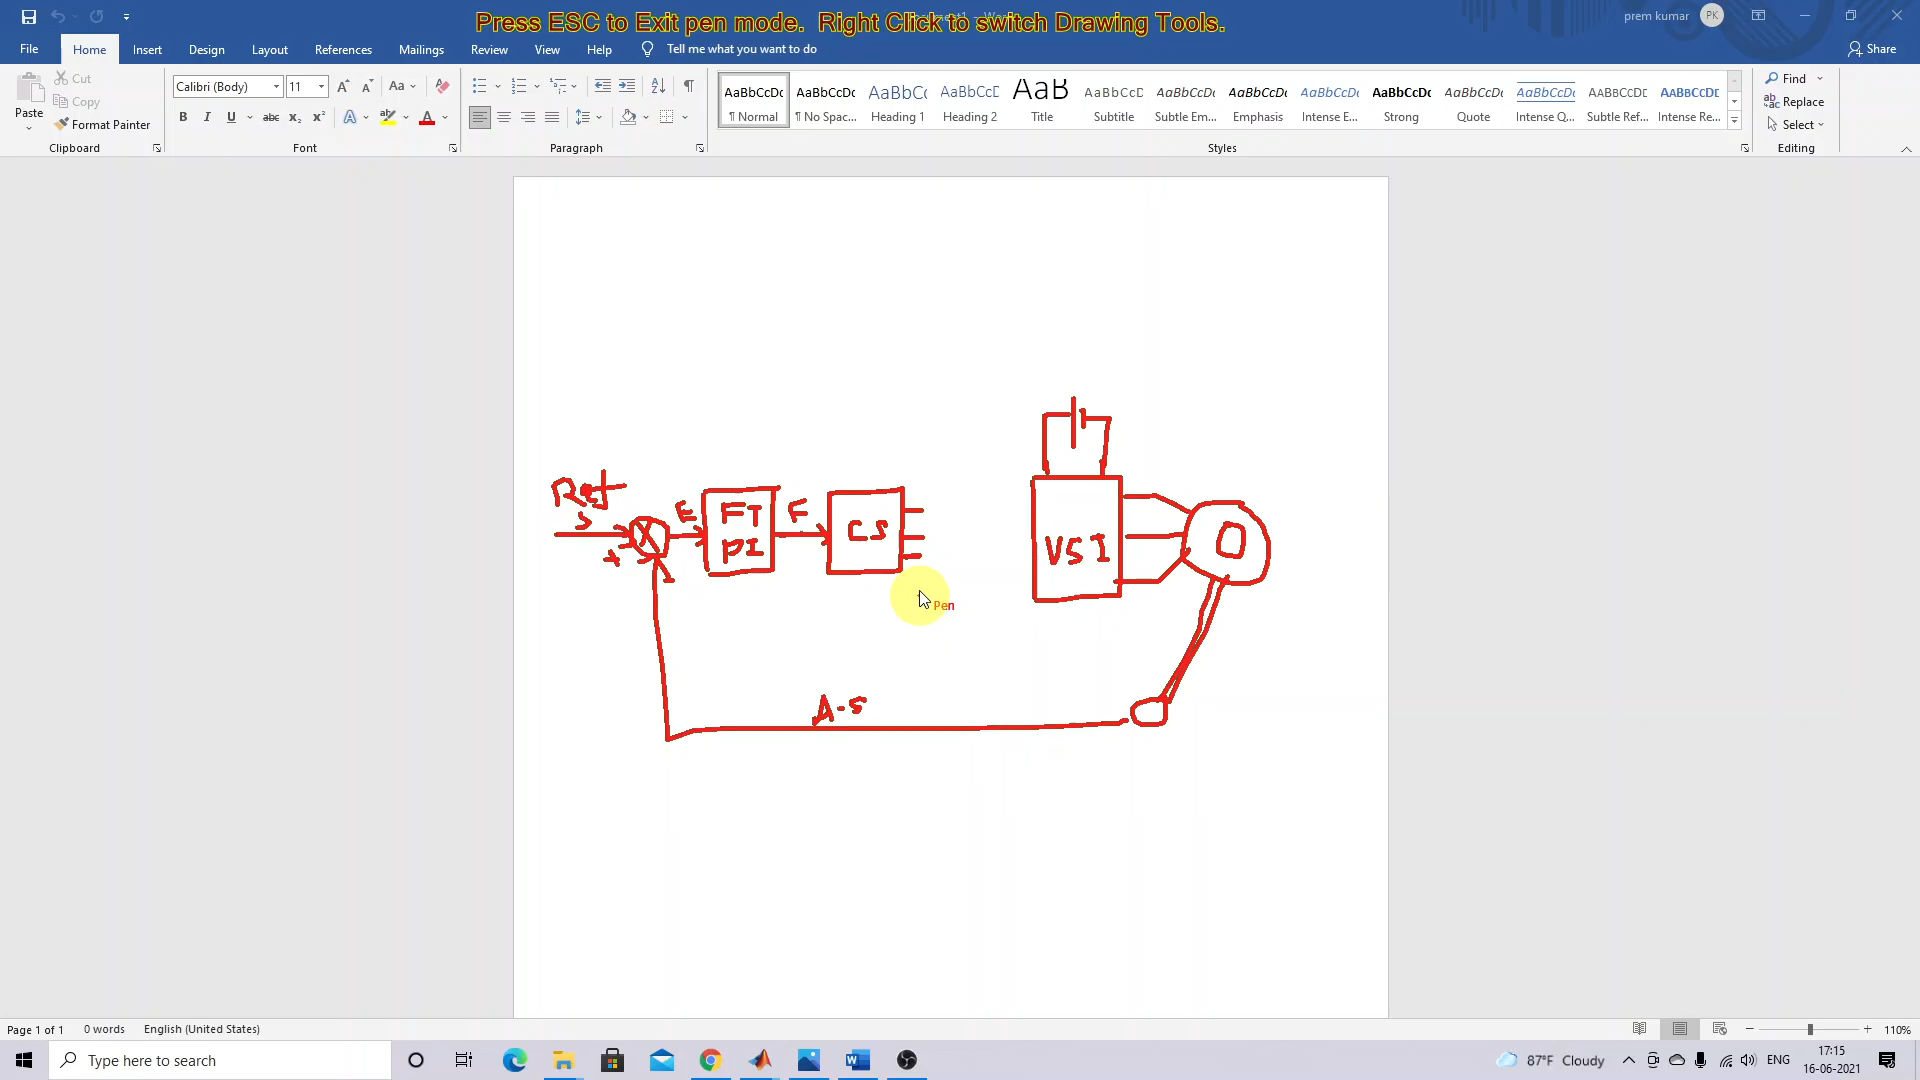 Press ESC to Exit pen mode. Right Click to switch Drawing Tools.
prem kumar PK
File Home Insert Design Layout References Mailings Review View Help Tell me what you want to do Share
Paste
Cut
Copy
Format Painter
Clipboard
Calibri (Body) 11
Font
Paragraph
AaBbCcDc AaBbCcDc AaBbCc AaBbCcD AaB AaBbCcD AaBbCcDc AaBbCcDc AaBbCcDc AaBbCcDc AaBbCcDc AaBbCcDc AaBbCcDc AaBbCcDc
¶ Normal ¶ No Spac... Heading 1 Heading 2 Title Subtitle Subtle Em... Emphasis Intense E... Strong Quote Intense Q... Subtle Ref... Intense Re...
Styles
Find
Replace
Select
Editing
Ref
S
+
E
FT
PI
F
CS
VSI
A-S
Pen
Page 1 of 1 0 words English (United States) 110%
Type here to search
87°F Cloudy ENG 17:15
16-06-2021